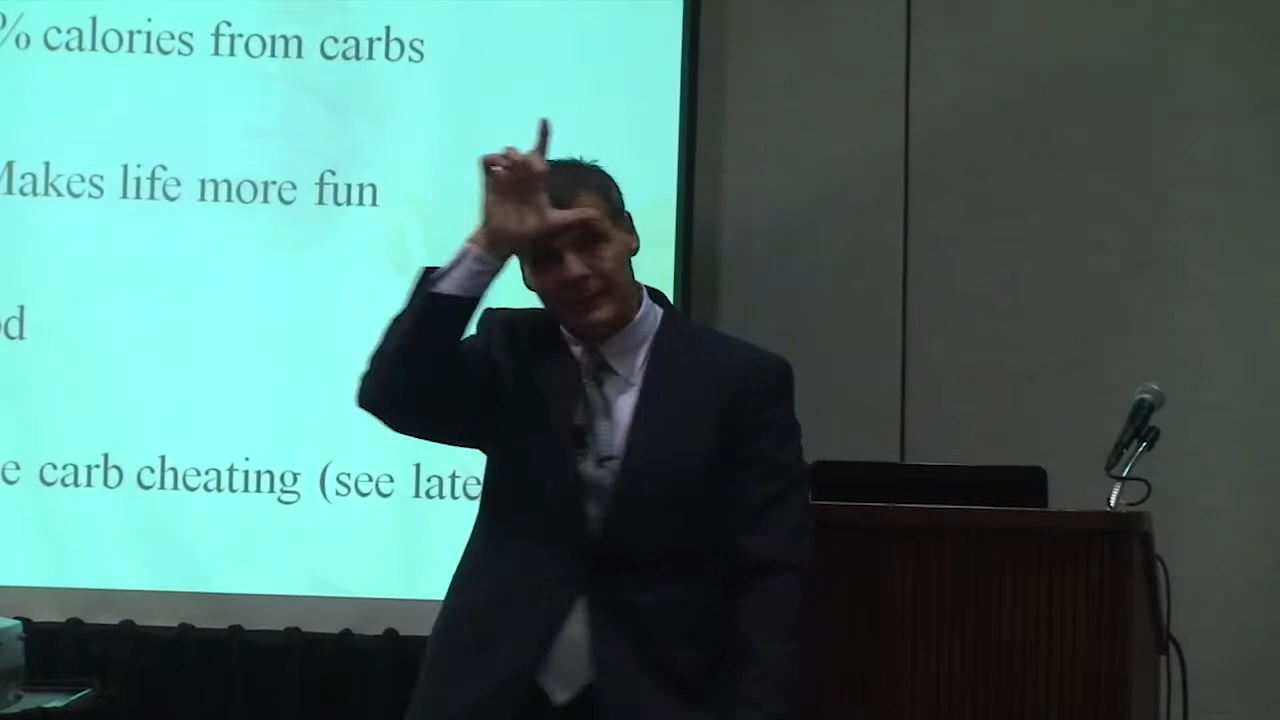 % calories from carbs
Makes life more fun
d
e carb cheating (see late